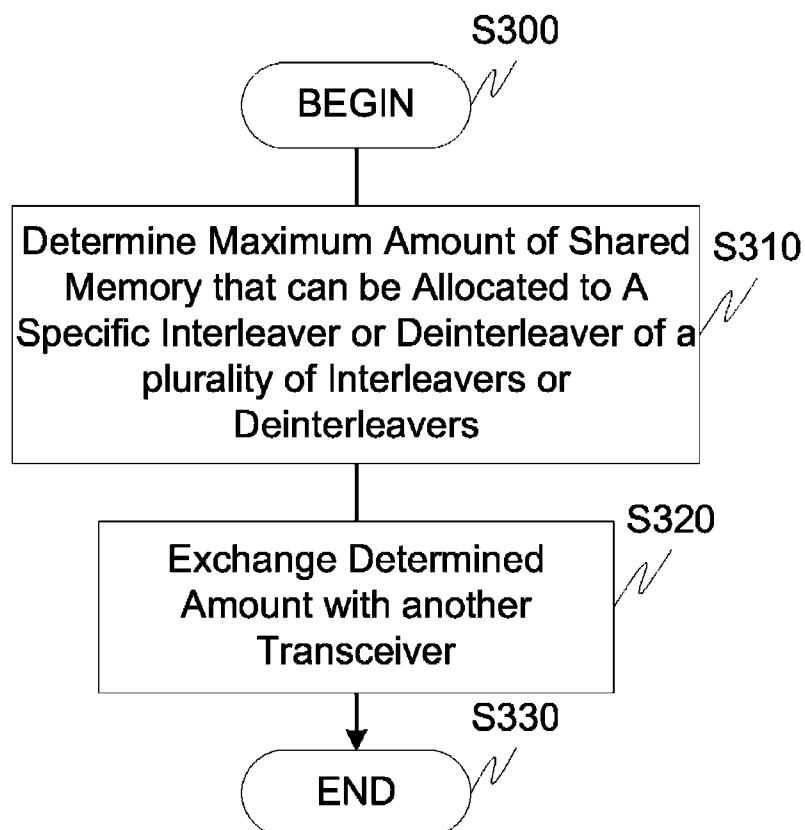 S300
BEGIN
Determine Maximum Amount of Shared
Memory that can be Allocated to A
Specific Interleaver or Deinterleaver of a
plurality of Interleavers or
Deinterleavers
S310
S320
Exchange Determined
Amount with another
Transceiver
S330
END